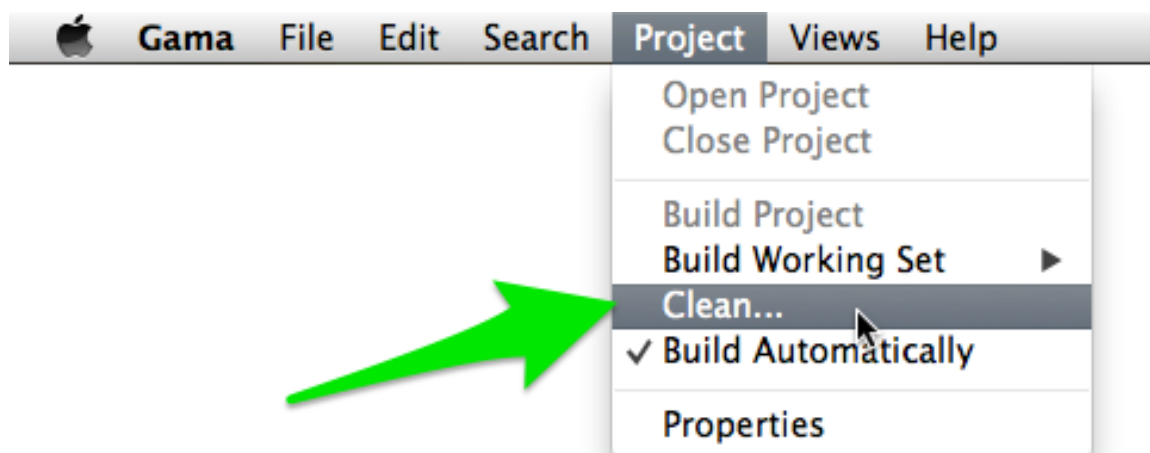 Gama File Edit Search Project Views Help
Open Project
Close Project
Build Project
Build Working Set
Clean...
Build Automatically
Properties